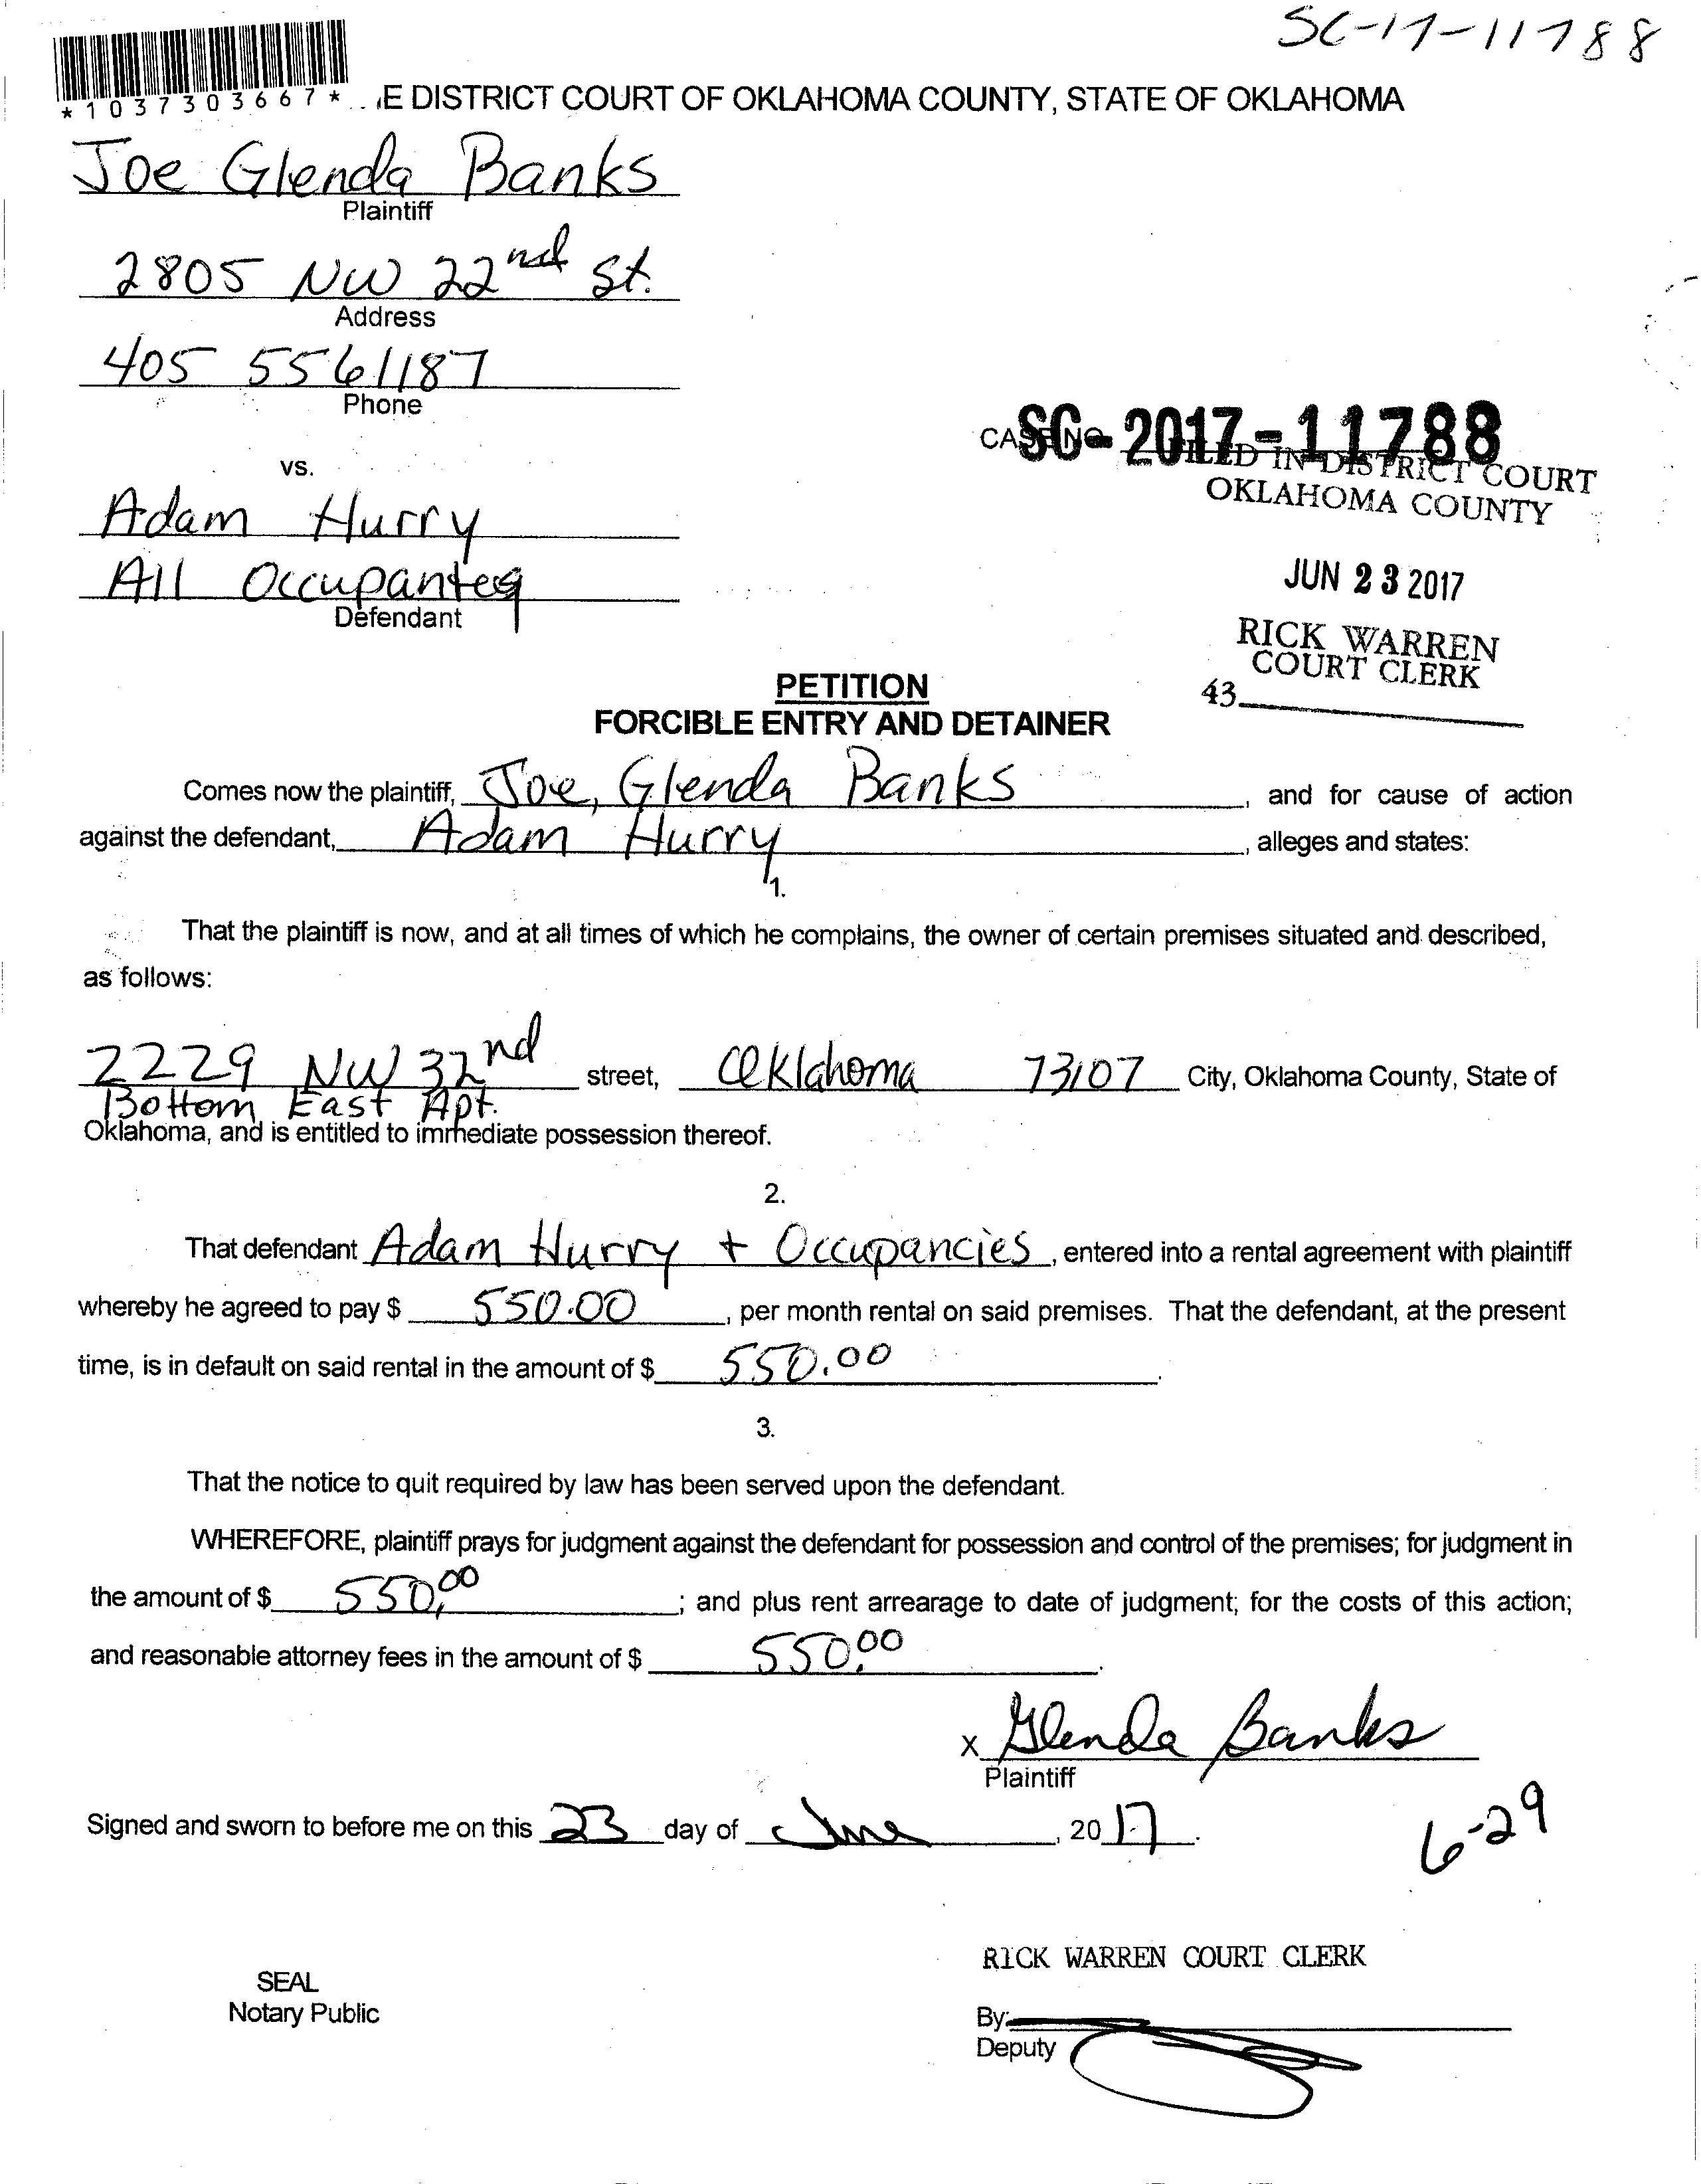 SC-17-11788
*1037303667*
E DISTRICT COURT OF OKLAHOMA COUNTY, STATE OF OKLAHOMA
Joe Glenda Banks
Plaintiff
2805 NW 22nd St.
Address
405 5561187
Phone
CASE NO. SC-2017-11788
vs.
FILED IN DISTRICT COURT
OKLAHOMA COUNTY
Adam Hurry
All Occupantes
Defendant
JUN 23 2017
RICK WARREN
COURT CLERK
43
PETITION
FORCIBLE ENTRY AND DETAINER
Comes now the plaintiff, Joe, Glenda Banks, and for cause of action
against the defendant, Adam Hurry, alleges and states:
1.
That the plaintiff is now, and at all times of which he complains, the owner of certain premises situated and described,
as follows:
2229 NW 32nd street, Oklahoma 73107 City, Oklahoma County, State of
Bottom East Apt.
Oklahoma, and is entitled to immediate possession thereof.
2.
That defendant Adam Hurry + Occupancies, entered into a rental agreement with plaintiff
whereby he agreed to pay $ 550.00, per month rental on said premises. That the defendant, at the present
time, is in default on said rental in the amount of $ 550.00.
3.
That the notice to quit required by law has been served upon the defendant.
WHEREFORE, plaintiff prays for judgment against the defendant for possession and control of the premises; for judgment in
the amount of $ 550.00; and plus rent arrearage to date of judgment; for the costs of this action;
and reasonable attorney fees in the amount of $ 550.00.
X Glenda Banks
Plaintiff
Signed and sworn to before me on this 23 day of June, 2017.
6-29
RICK WARREN COURT CLERK
SEAL
Notary Public
By:
Deputy